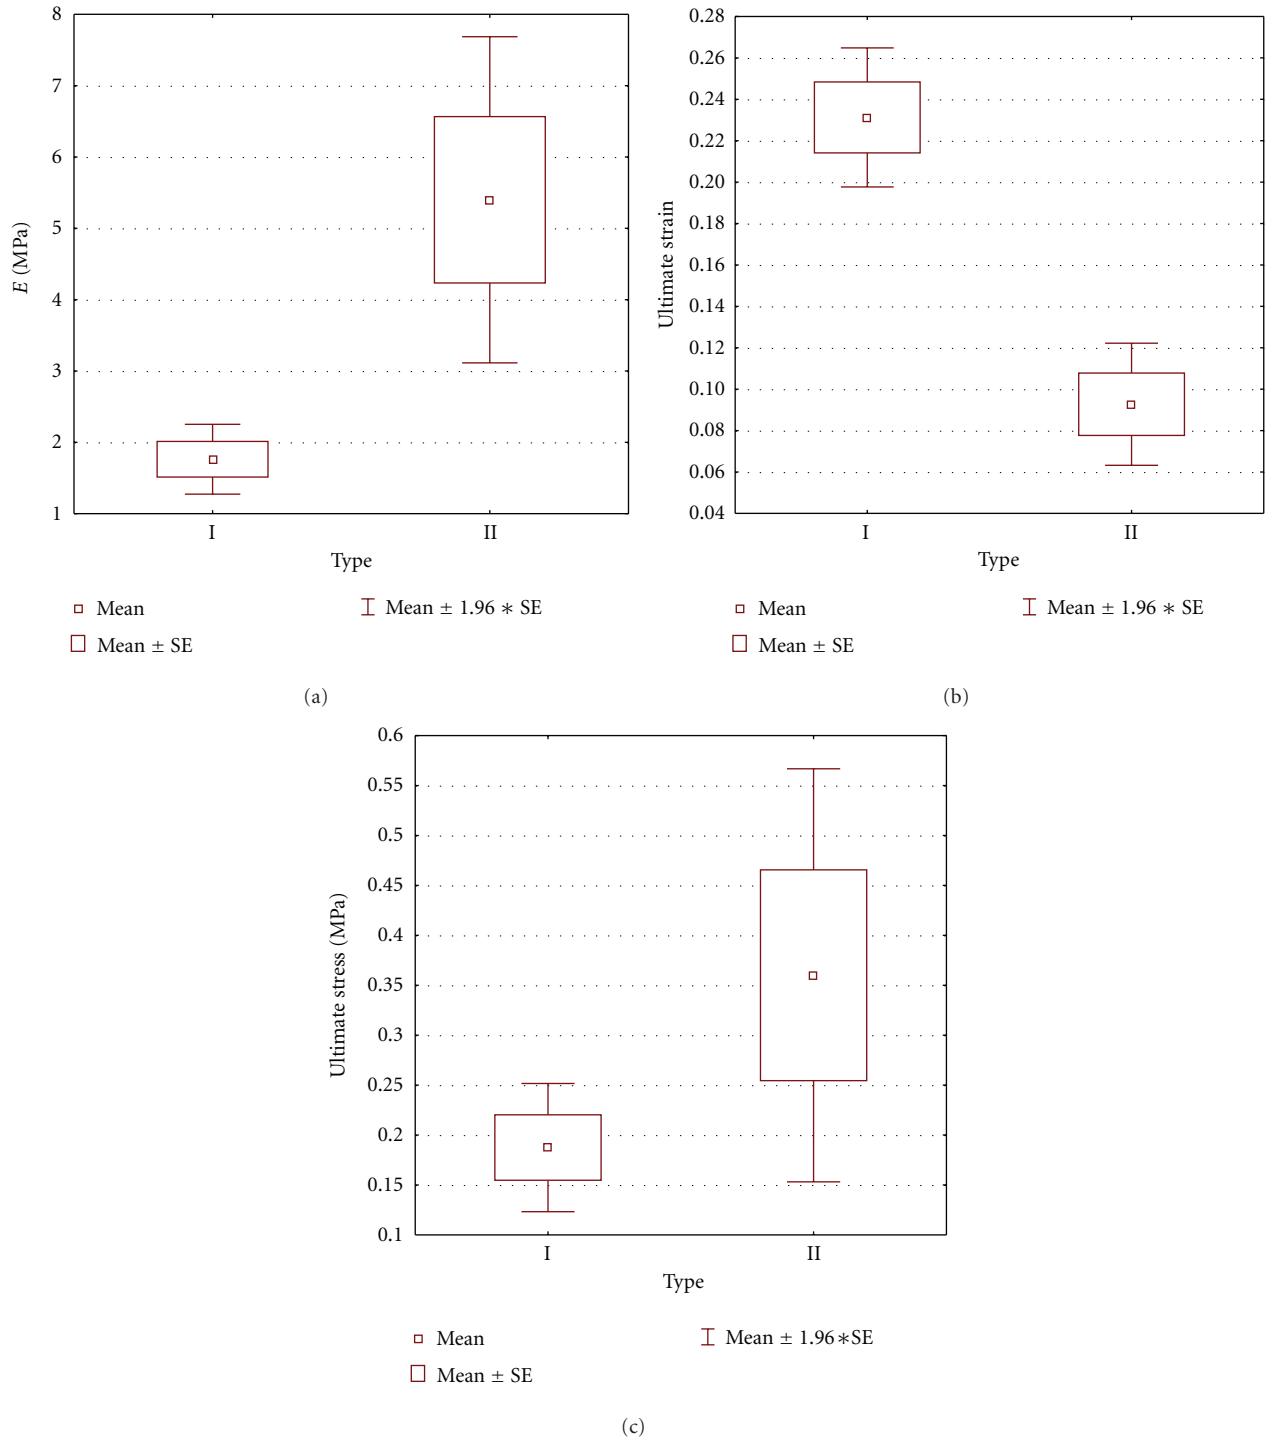 8
7
6
5
4
3
2
1
E (MPa)
I
II
Type
Mean
Mean ± SE
Mean ± 1.96 ∗ SE
(a)
0.28
0.26
0.24
0.22
0.20
0.18
0.16
0.14
0.12
0.10
0.08
0.06
0.04
Ultimate strain
I
II
Type
Mean
Mean ± SE
Mean ± 1.96 ∗ SE
(b)
0.6
0.55
0.5
0.45
0.4
0.35
0.3
0.25
0.2
0.15
0.1
Ultimate stress (MPa)
I
II
Type
Mean
Mean ± SE
Mean ± 1.96∗SE
(c)